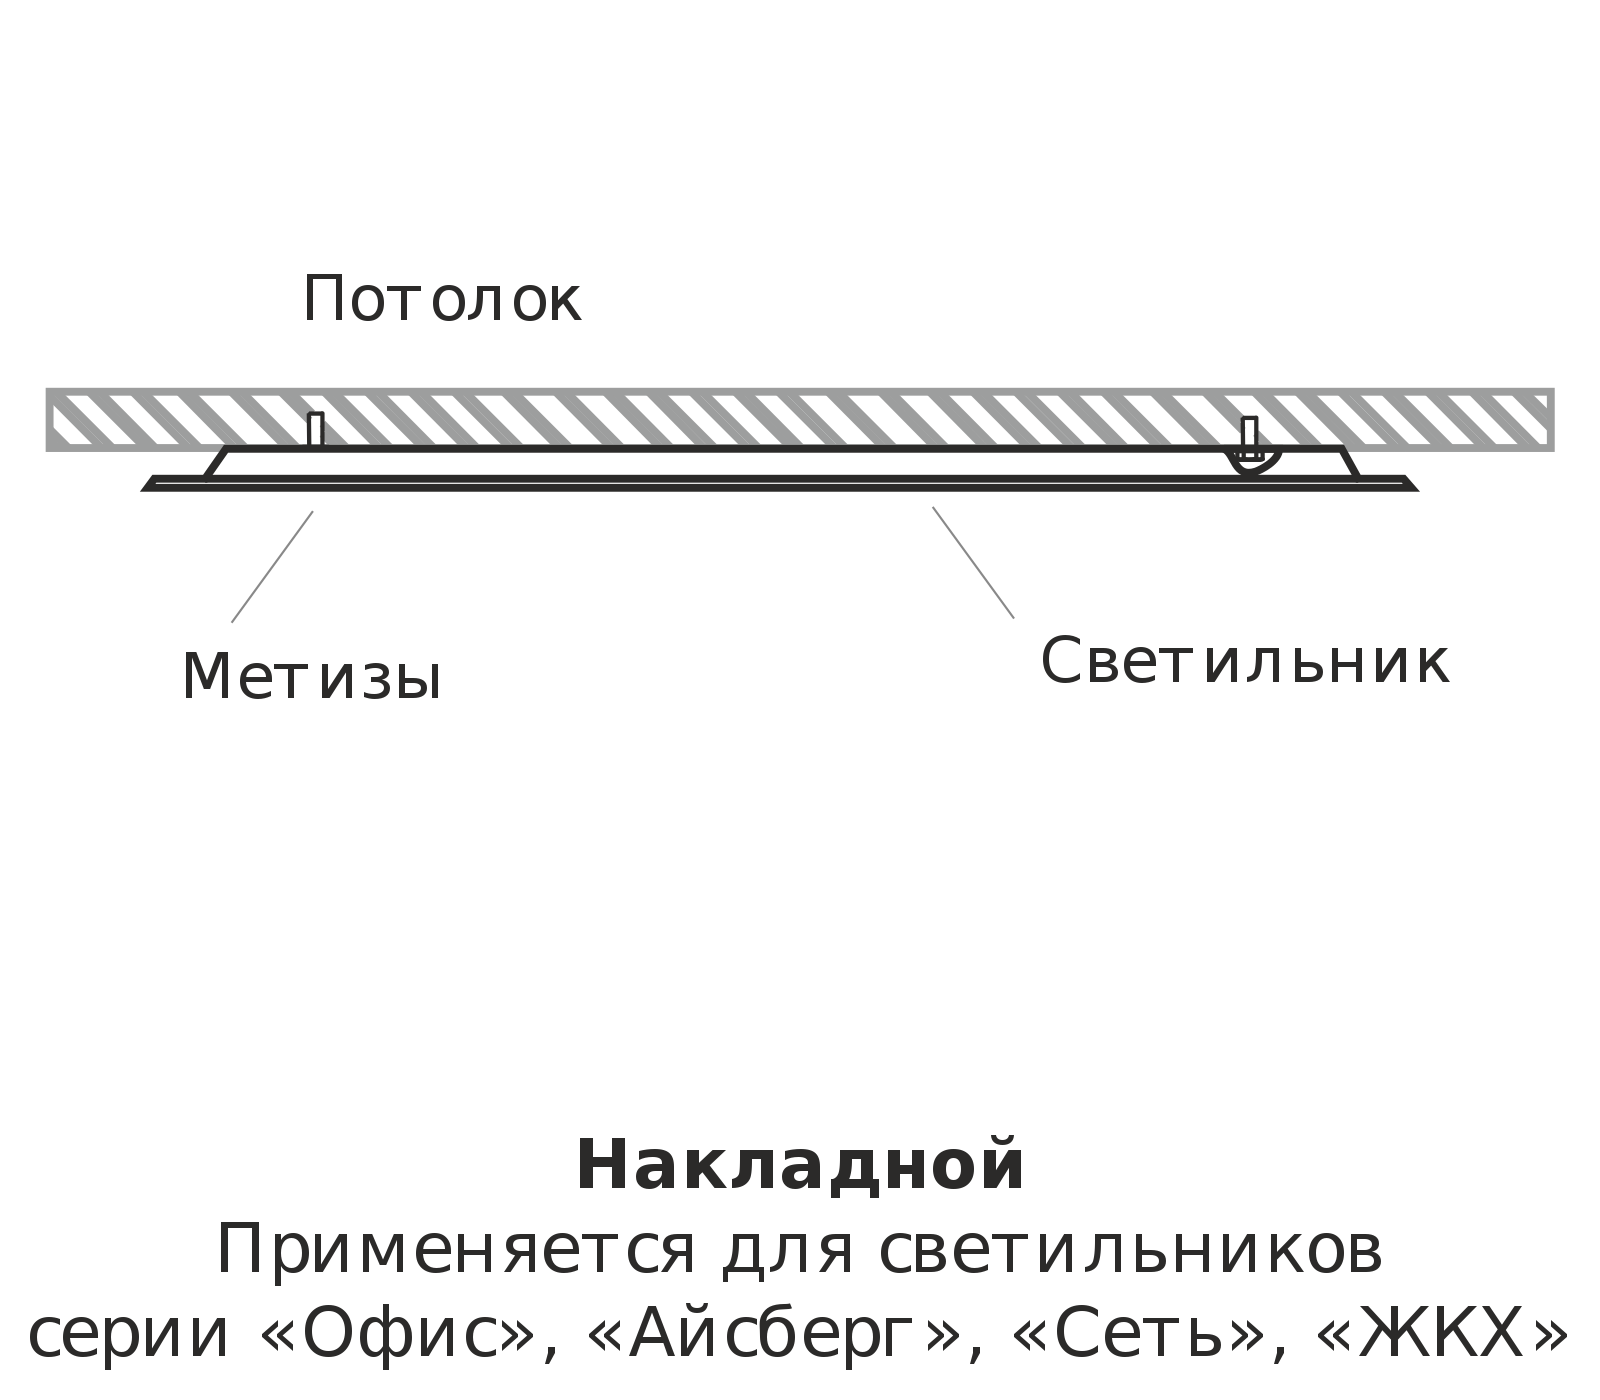 Потолок
Метизы
Светильник
Накладной
Применяется для светильников
серии «Офис», «Айсберг», «Сеть», «ЖКХ»